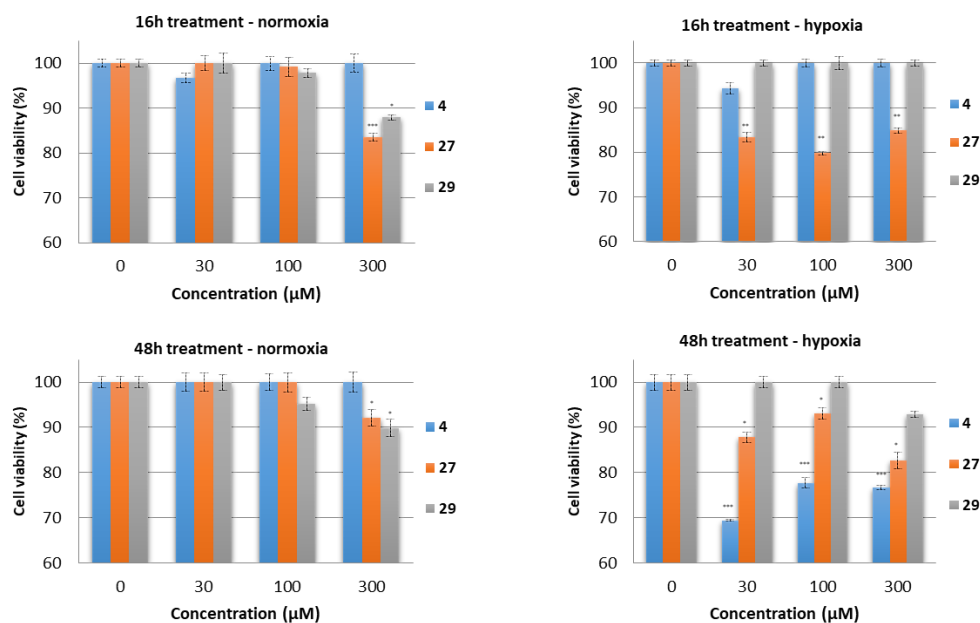 16h treatment - normoxia
Cell viability (%)
100
90
80
70
60
***
*
0 30 100 300
Concentration (µM)
4
27
29
16h treatment - hypoxia
Cell viability (%)
100
90
80
70
60
**
**
**
0 30 100 300
Concentration (µM)
4
27
29
48h treatment - normoxia
Cell viability (%)
100
90
80
70
60
*
*
0 30 100 300
Concentration (µM)
4
27
29
48h treatment - hypoxia
Cell viability (%)
100
90
80
70
60
***
*
***
*
***
*
0 30 100 300
Concentration (µM)
4
27
29